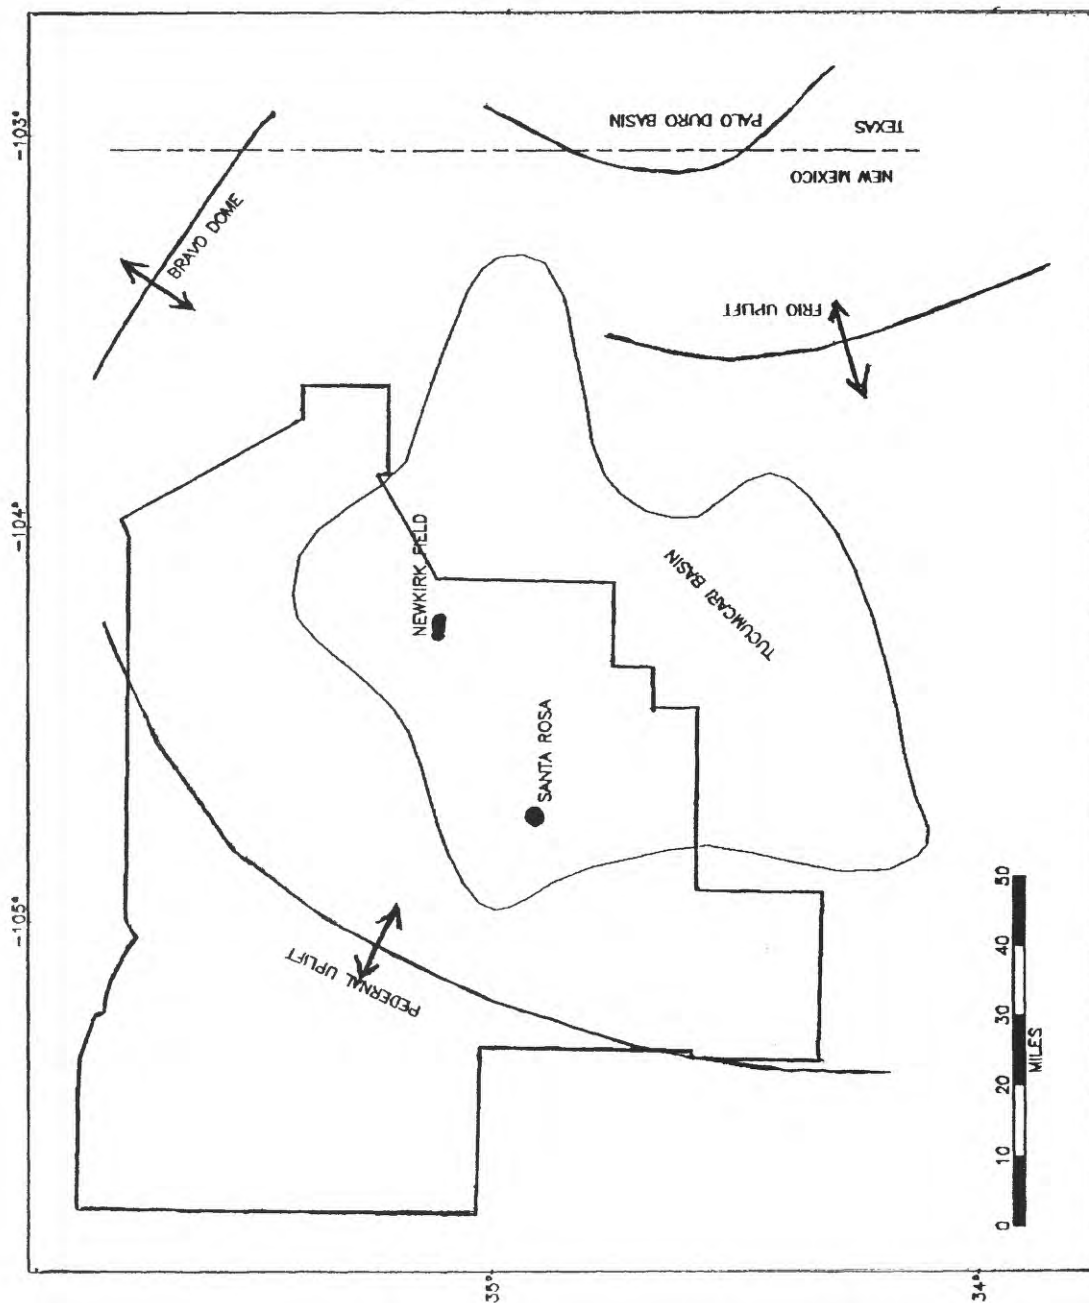 -103°
-104°
-105°
35°
34°
BRAVO DOME
PALO DURO BASIN
TEXAS
NEW MEXICO
FRIO UPLIFT
NEWKIRK FIELD
TUCUMCARI BASIN
SANTA ROSA
PEDERNAL UPLIFT
0 10 20 30 40 50
MILES